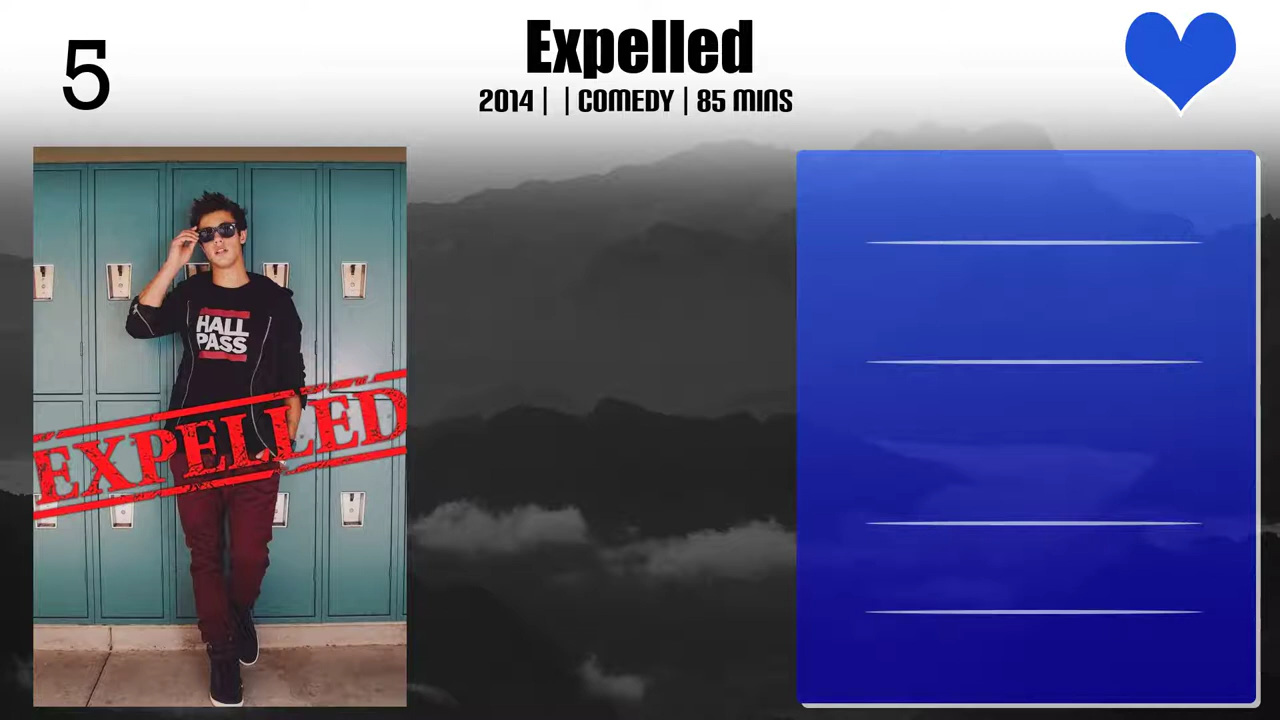 5
Expelled
2014 | | COMEDY | 85 MINS
HALL
PASS
EXPELLED